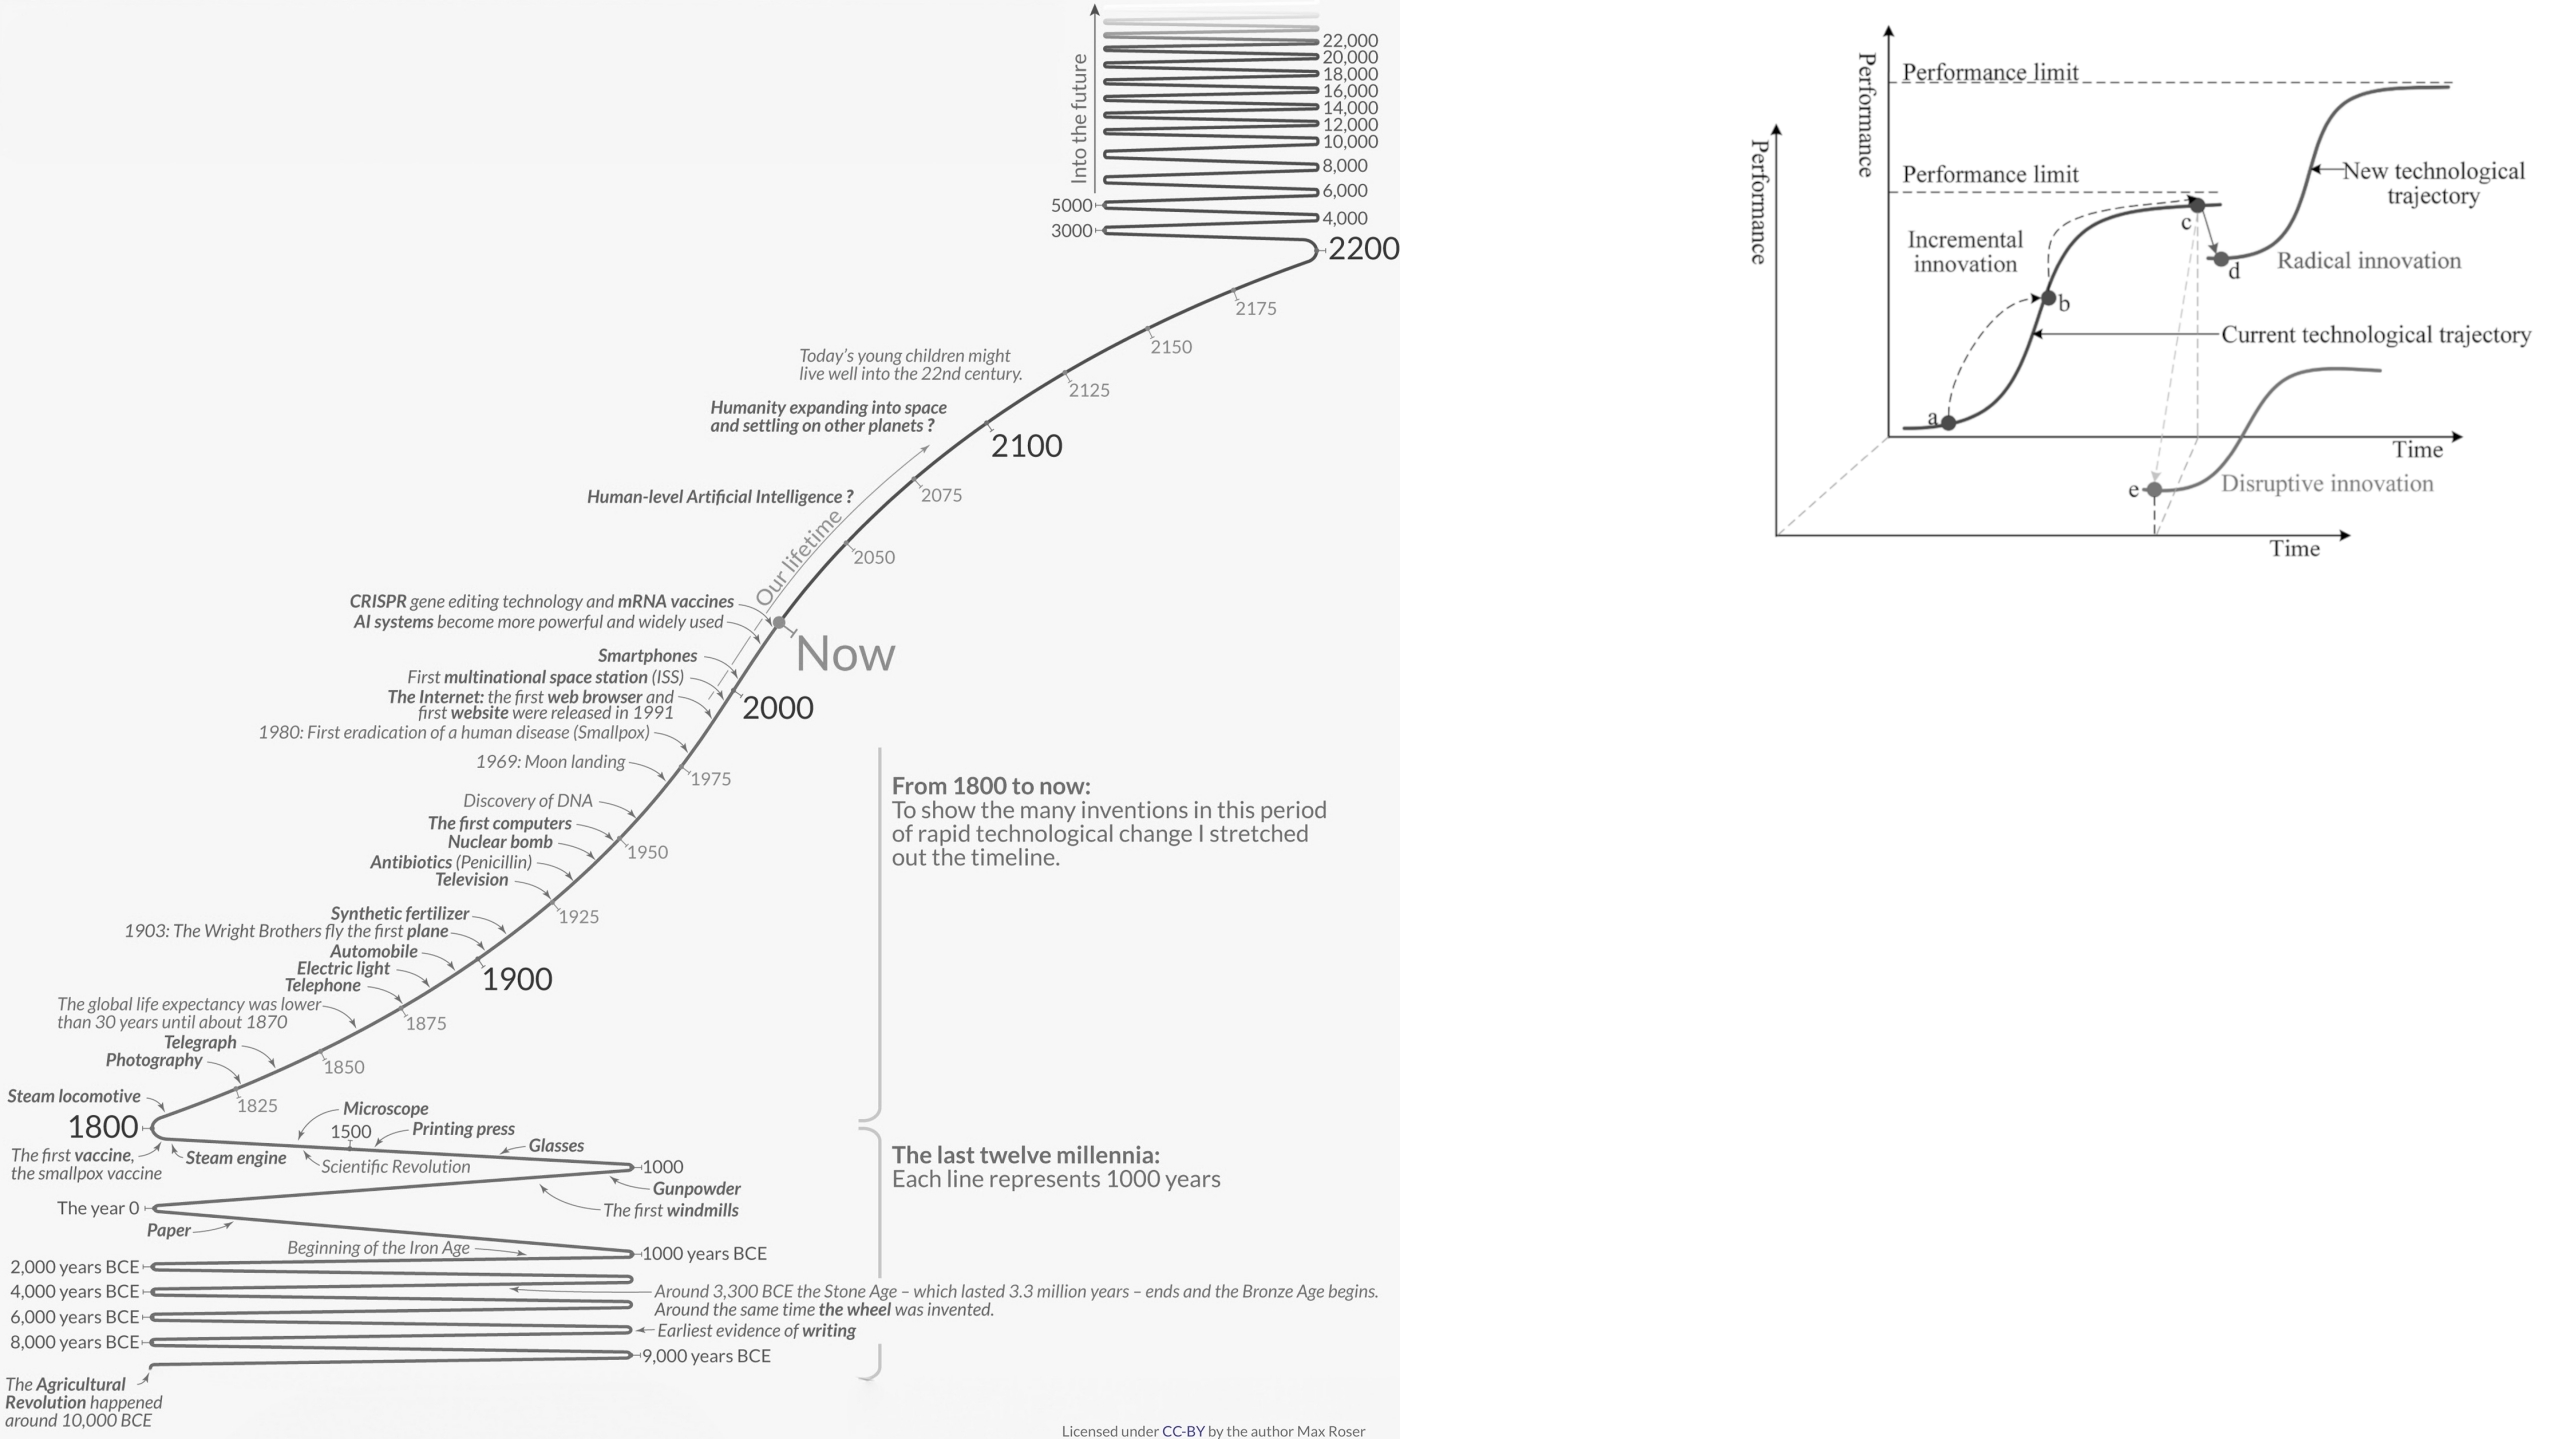 Into the future
22,000
20,000
18,000
16,000
14,000
12,000
10,000
8,000
6,000
5000
4,000
3000
2200
2175
2150
Today's young children might
live well into the 22nd century.
2125
Humanity expanding into space
and settling on other planets ?
2100
Human-level Artificial Intelligence ?
2075
Our lifetime
2050
CRISPR gene editing technology and mRNA vaccines
AI systems become more powerful and widely used
Now
Smartphones
First multinational space station (ISS)
The Internet: the first web browser and
first website were released in 1991
2000
1980: First eradication of a human disease (Smallpox)
1969: Moon landing
1975
Discovery of DNA
The first computers
Nuclear bomb
1950
Antibiotics (Penicillin)
Television
Synthetic fertilizer
1925
1903: The Wright Brothers fly the first plane
Automobile
Electric light
1900
Telephone
The global life expectancy was lower
than 30 years until about 1870
1875
Telegraph
Photography
1850
Steam locomotive
1825
1800
From 1800 to now:
To show the many inventions in this period
of rapid technological change I stretched
out the timeline.
Microscope
1500
Printing press
Glasses
The first vaccine,
the smallpox vaccine
Steam engine
Scientific Revolution
1000
Gunpowder
The first windmills
The year 0
Paper
Beginning of the Iron Age
1000 years BCE
The last twelve millennia:
Each line represents 1000 years
2,000 years BCE
4,000 years BCE
Around 3,300 BCE the Stone Age – which lasted 3.3 million years – ends and the Bronze Age begins.
Around the same time the wheel was invented.
6,000 years BCE
Earliest evidence of writing
8,000 years BCE
9,000 years BCE
The Agricultural
Revolution happened
around 10,000 BCE
Licensed under CC-BY by the author Max Roser
Performance
Performance
Performance limit
Performance limit
New technological
trajectory
Incremental
innovation
c
d
Radical innovation
b
Current technological trajectory
a
Time
e
Disruptive innovation
Time